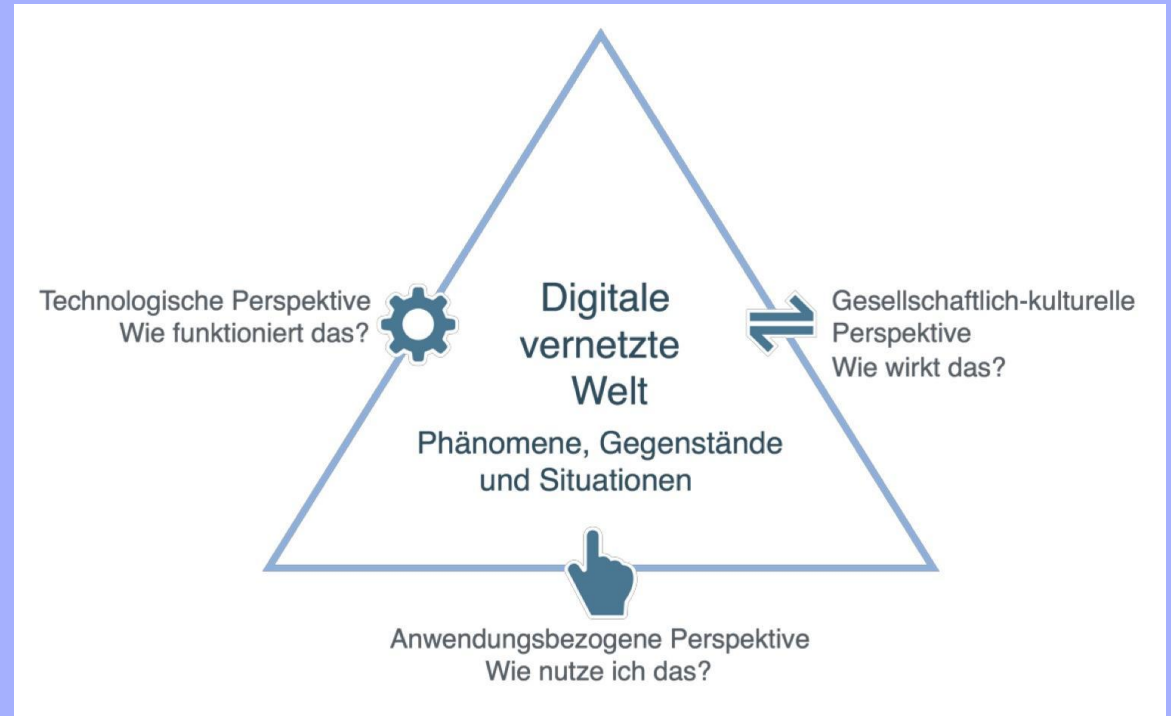 Technologische Perspektive
Wie funktioniert das?
Digitale
vernetzte
Welt
Phänomene, Gegenstände
und Situationen
Gesellschaftlich-kulturelle
Perspektive
Wie wirkt das?
Anwendungsbezogene Perspektive
Wie nutze ich das?